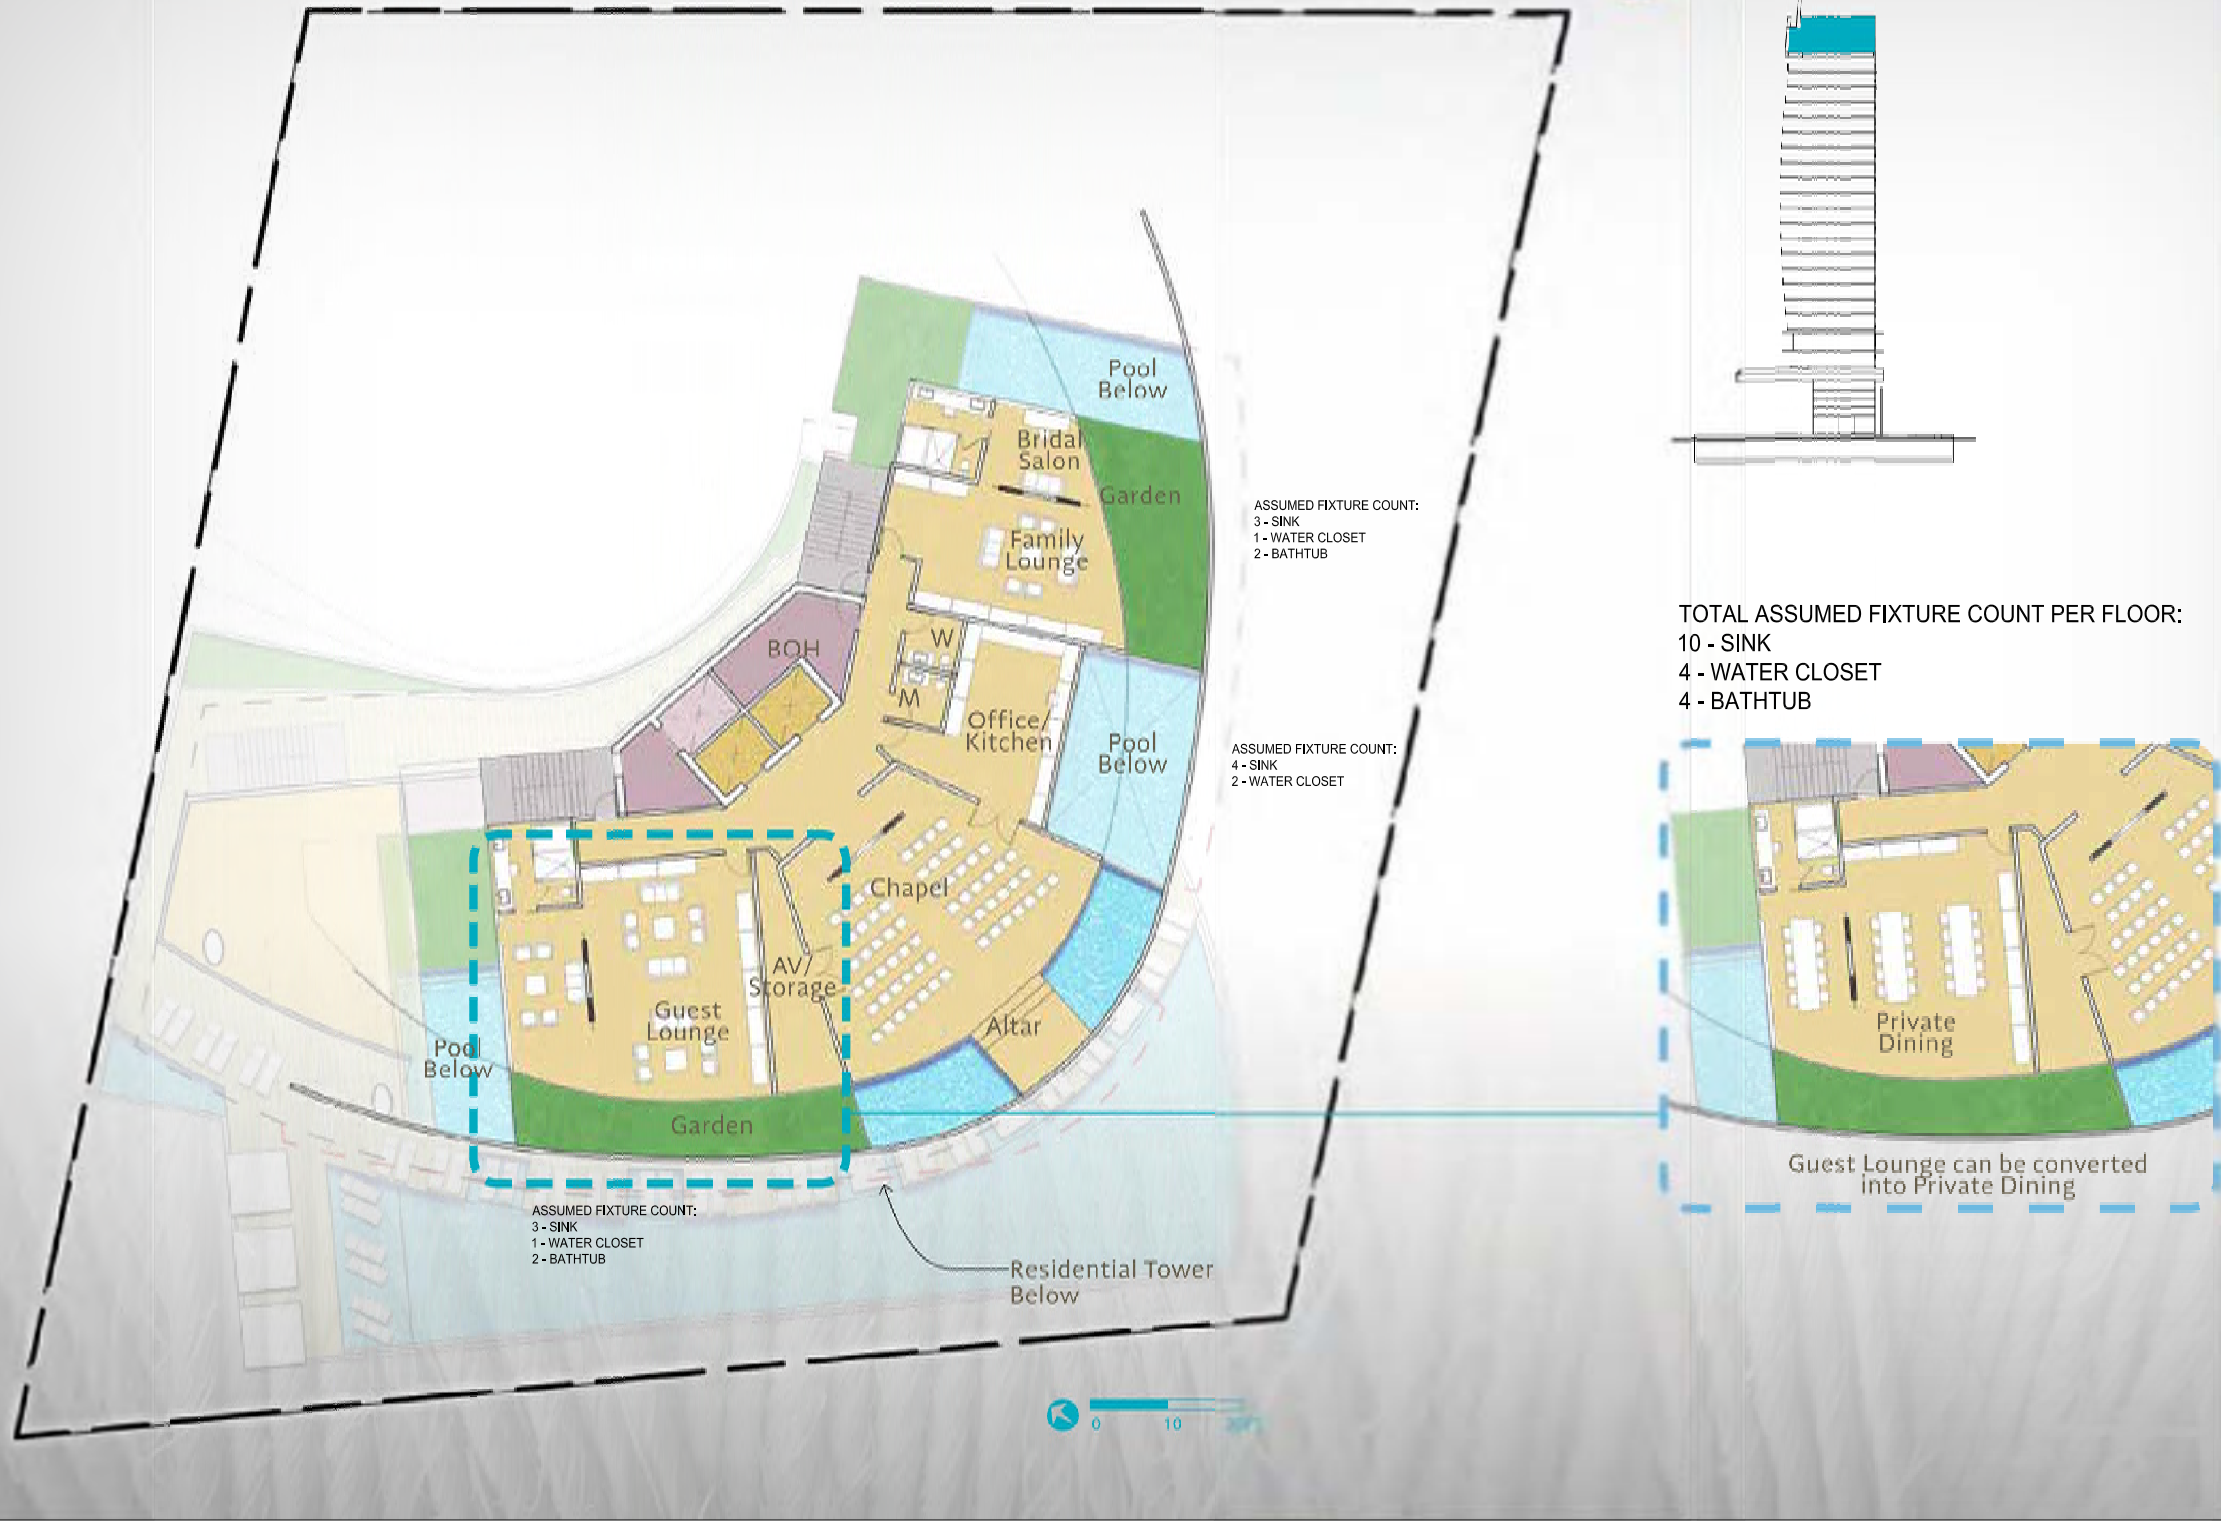 Pool
Below
Bridal
Salon
Garden
Family
Lounge
ASSUMED FIXTURE COUNT:
3 - SINK
1 - WATER CLOSET
2 - BATHTUB
TOTAL ASSUMED FIXTURE COUNT PER FLOOR:
10 - SINK
4 - WATER CLOSET
4 - BATHTUB
BOH
W
M
Office/
Kitchen
Pool
Below
ASSUMED FIXTURE COUNT:
4 - SINK
2 - WATER CLOSET
Chapel
AV/
Storage
Guest
Lounge
Altar
Pool
Below
Garden
Private
Dining
Guest Lounge can be converted
into Private Dining
ASSUMED FIXTURE COUNT:
3 - SINK
1 - WATER CLOSET
2 - BATHTUB
Residential Tower
Below
0 10